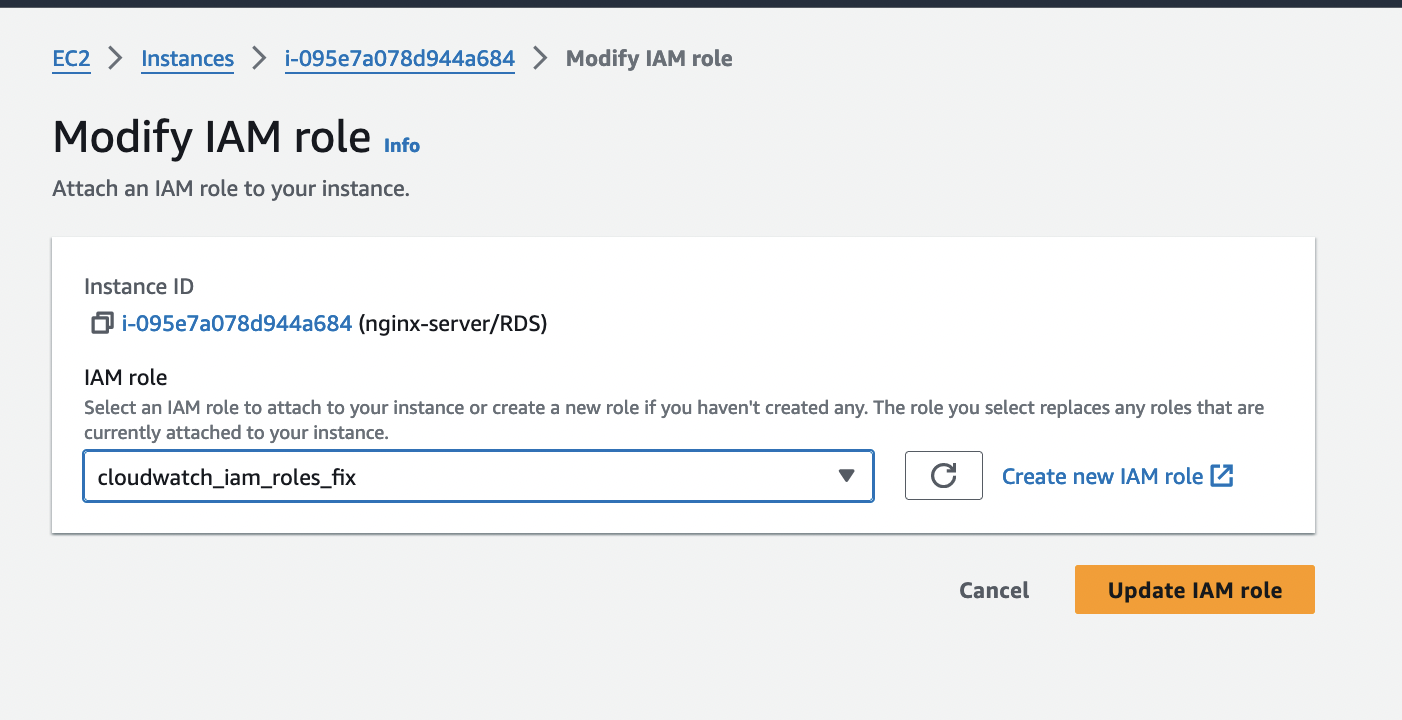 EC2 > Instances > i-095e7a078d944a684 > Modify IAM role
Modify IAM role Info
Attach an IAM role to your instance.
Instance ID
i-095e7a078d944a684 (nginx-server/RDS)
IAM role
Select an IAM role to attach to your instance or create a new role if you haven't created any. The role you select replaces any roles that are
currently attached to your instance.
cloudwatch_iam_roles_fix Create new IAM role
Cancel Update IAM role